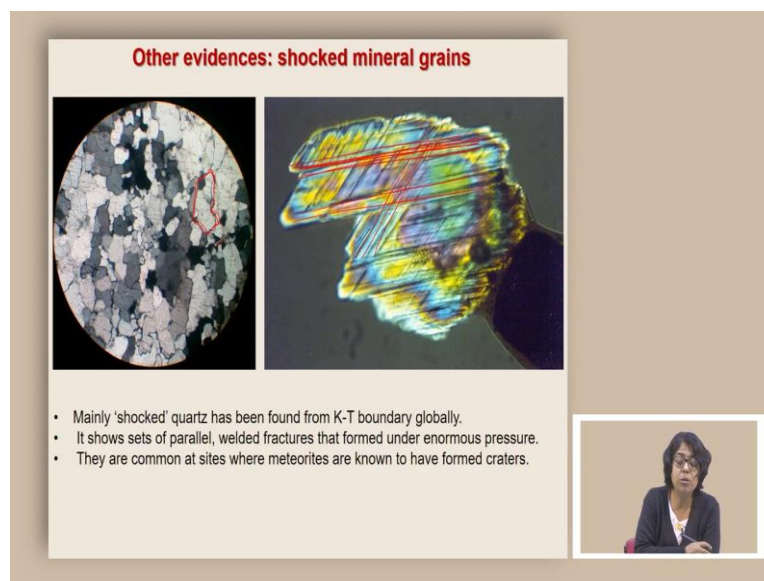 Other evidences: shocked mineral grains
• Mainly ‘shocked’ quartz has been found from K-T boundary globally.
• It shows sets of parallel, welded fractures that formed under enormous pressure.
• They are common at sites where meteorites are known to have formed craters.